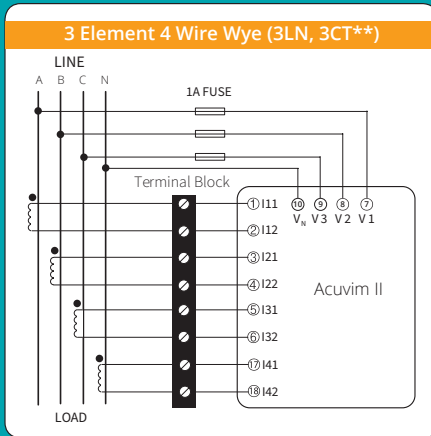 3 Element 4 Wire Wye (3LN, 3CT**)
LINE
A B C N
1A FUSE
Terminal Block
① I11
② I12
③ I21
④ I22
⑤ I31
⑥ I32
⑰ I41
⑱ I42
⑩ ⑨ ⑧ ⑦
VN V3 V2 V1
Acuvim II
LOAD